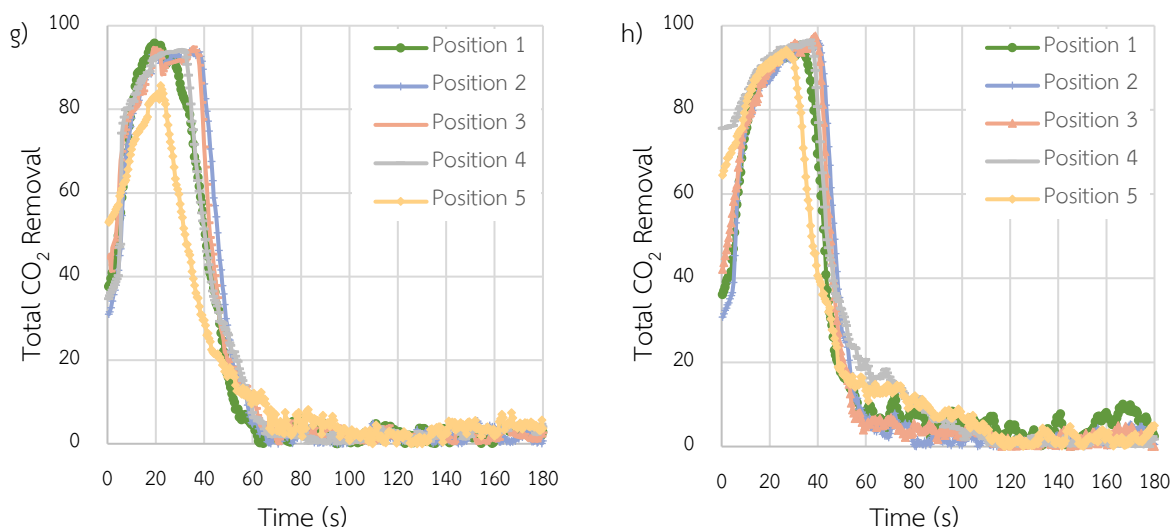 g)
Total CO₂ Removal
100
80
60
40
20
0
0 20 40 60 80 100 120 140 160 180
Time (s)
Position 1
Position 2
Position 3
Position 4
Position 5
h)
Total CO₂ Removal
100
80
60
40
20
0
0 20 40 60 80 100 120 140 160 180
Time (s)
Position 1
Position 2
Position 3
Position 4
Position 5